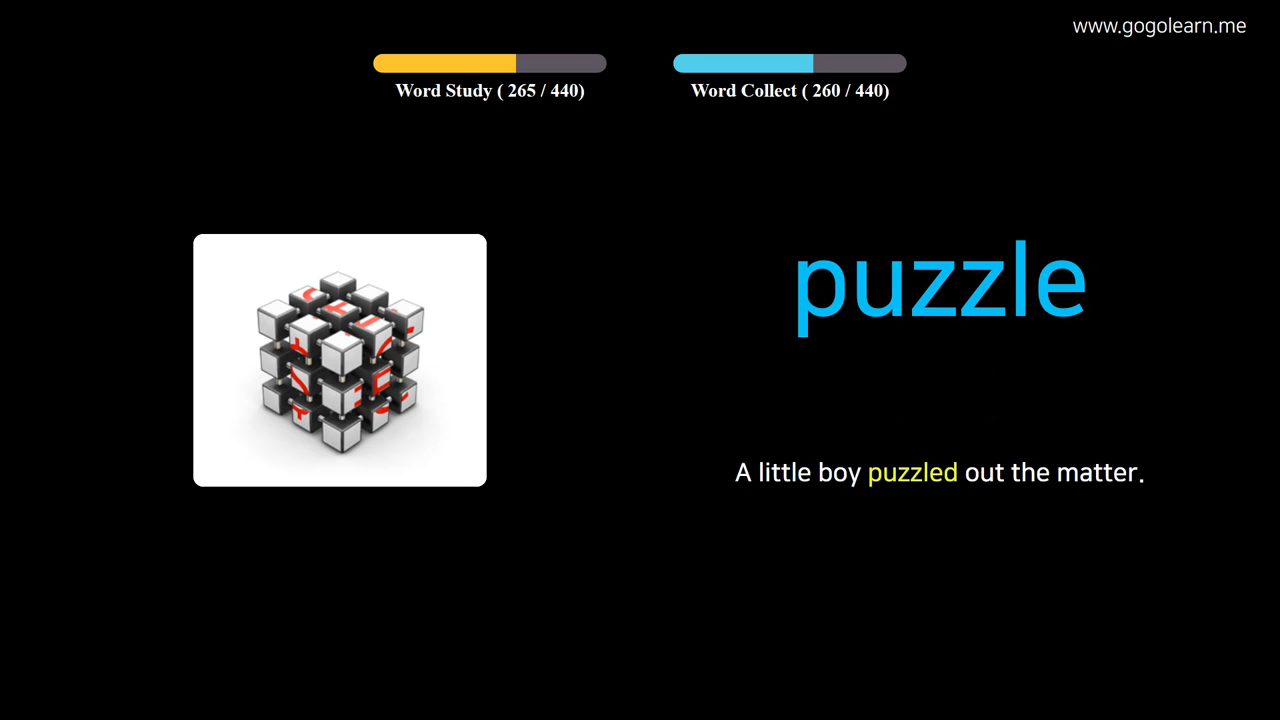 www.gogolearn.me
Word Study ( 265 / 440)
Word Collect ( 260 / 440)
puzzle
A little boy puzzled out the matter.